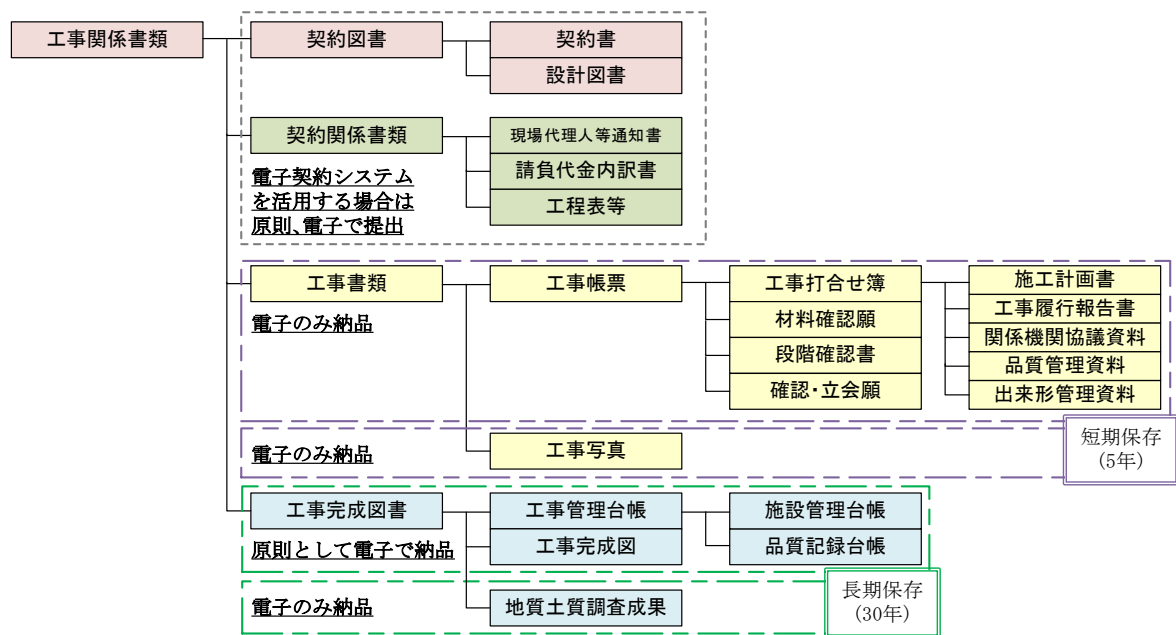 工事関係書類
契約図書
契約書
設計図書
契約関係書類
現場代理人等通知書
請負代金内訳書
工程表等
電子契約システム
を活用する場合は
原則、電子で提出
工事書類
工事帳票
工事打合せ簿
施工計画書
工事履行報告書
関係機関協議資料
品質管理資料
出来形管理資料
材料確認願
段階確認書
確認・立会願
電子のみ納品
電子のみ納品
工事写真
短期保存
(5年)
工事完成図書
工事管理台帳
施設管理台帳
品質記録台帳
工事完成図
原則として電子で納品
電子のみ納品
地質土質調査成果
長期保存
(30年)